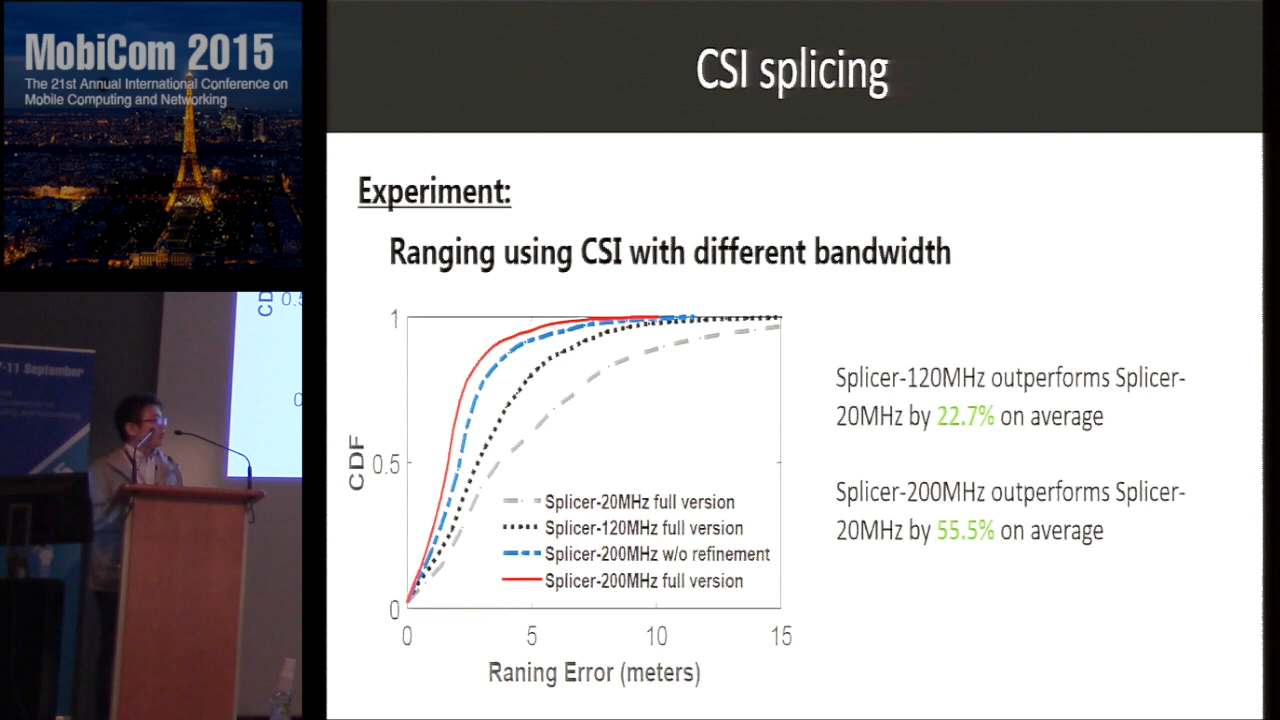 MobiCom 2015
The 21st Annual International Conference on
Mobile Computing and Networking
CSI splicing
Experiment:
Ranging using CSI with different bandwidth
1
CDF
0.5
0
0
5
10
15
Splicer-20MHz full version
Splicer-120MHz full version
Splicer-200MHz w/o refinement
Splicer-200MHz full version
Raning Error (meters)
Splicer-120MHz outperforms Splicer-
20MHz by 22.7% on average
Splicer-200MHz outperforms Splicer-
20MHz by 55.5% on average
11 September